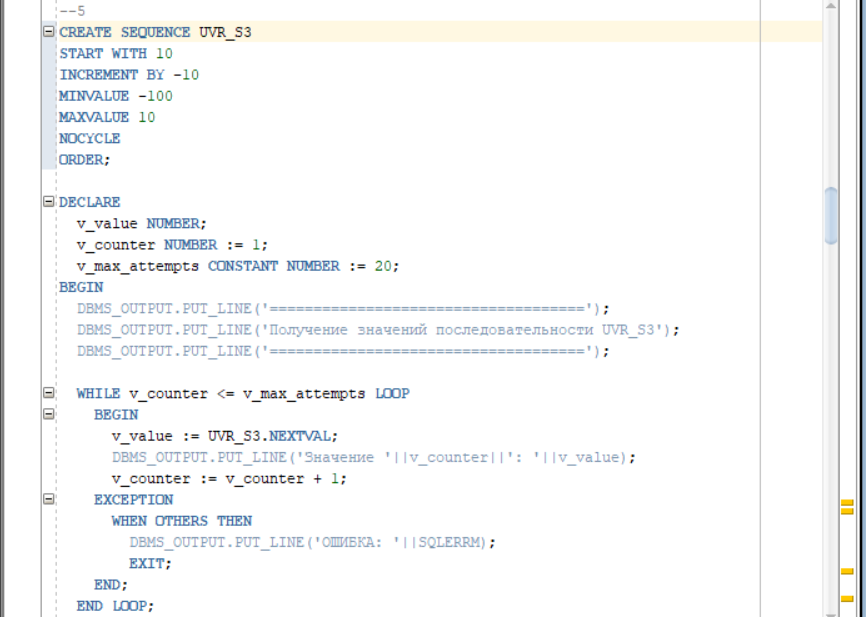 --5
CREATE SEQUENCE UVR_S3
START WITH 10
INCREMENT BY -10
MINVALUE -100
MAXVALUE 10
NOCYCLE
ORDER;
DECLARE
v_value NUMBER;
v_counter NUMBER := 1;
v_max_attempts CONSTANT NUMBER := 20;
BEGIN
DBMS_OUTPUT.PUT_LINE('====================================');
DBMS_OUTPUT.PUT_LINE('Получение значений последовательности UVR_S3');
DBMS_OUTPUT.PUT_LINE('====================================');
WHILE v_counter <= v_max_attempts LOOP
BEGIN
v_value := UVR_S3.NEXTVAL;
DBMS_OUTPUT.PUT_LINE('Значение '||v_counter||': '||v_value);
v_counter := v_counter + 1;
EXCEPTION
WHEN OTHERS THEN
DBMS_OUTPUT.PUT_LINE('ОШИБКА: '||SQLERRM);
EXIT;
END;
END LOOP;